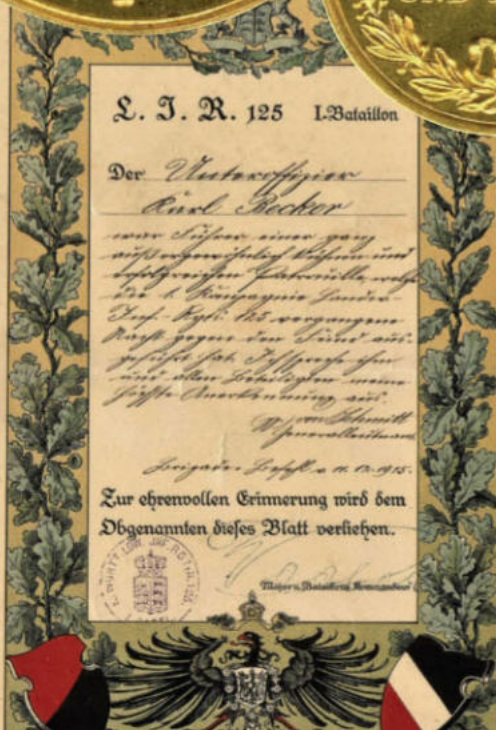 L. I. R. 125 I. Bataillon
Der Unteroffizier
Karl Becker
war Führer einer ganz
außergewöhnlich kühnen und
erfolgreichen Patrouille, welche
die 1. Kompagnie Landw.
Inf. Rgts. 125 vergangene
Nacht gegen den Feind aus-
geführt hat. Ich spreche ihm
und allen Beteiligten meine
höchste Anerkennung aus.
Schmitt
Generalleutnant
Brigade-Befehl v. 11.12.1915.
Zur ehrenvollen Erinnerung wird dem
Obgenannten dieses Blatt verliehen.
Major u. Bataillons Kommandeur